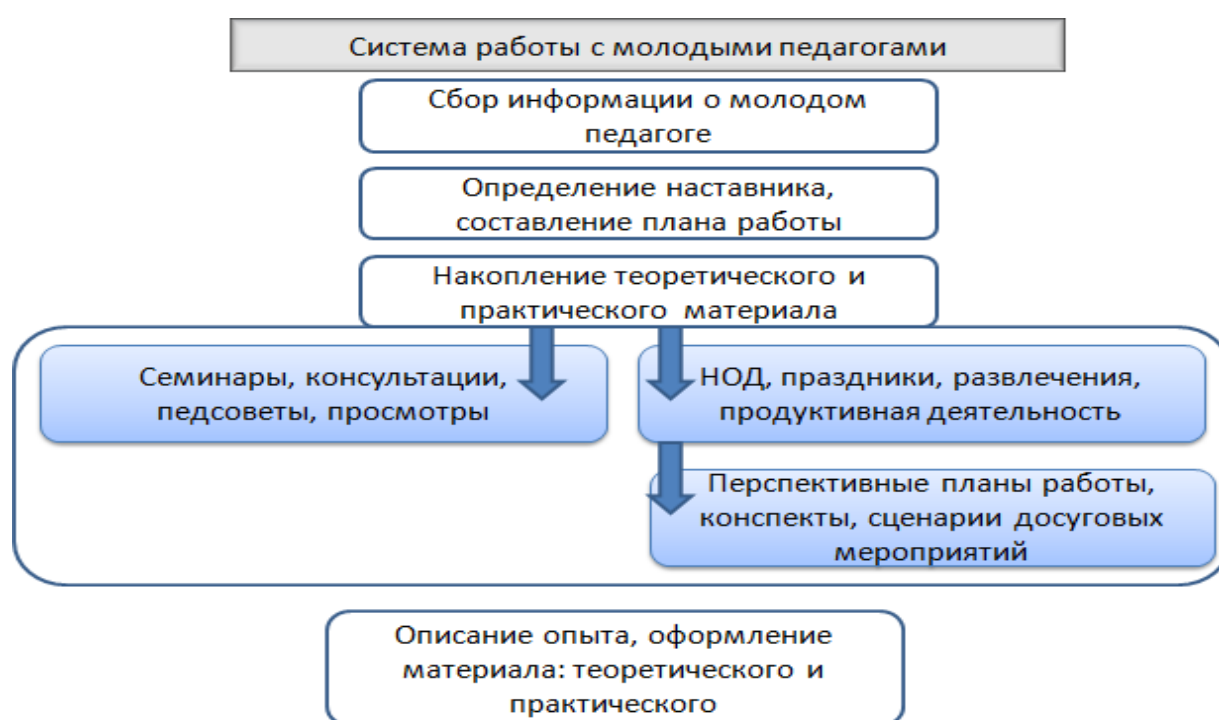 Система работы с молодыми педагогами
Сбор информации о молодом
педагоге
Определение наставника,
составление плана работы
Накопление теоретического и
практического материала
Семинары, консультации,
педсоветы, просмотры
НОД, праздники, развлечения,
продуктивная деятельность
Перспективные планы работы,
конспекты, сценарии досуговых
мероприятий
Описание опыта, оформление
материала: теоретического и
практического